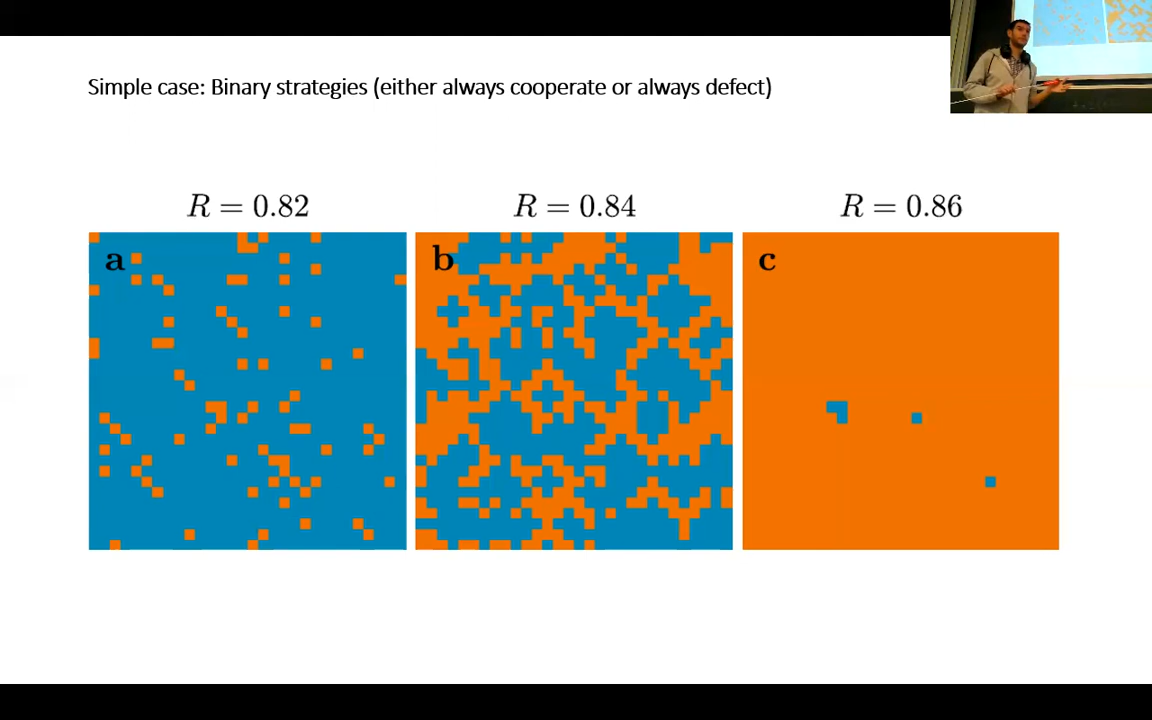 Simple case: Binary strategies (either always cooperate or always defect)
R = 0.82
R = 0.84
R = 0.86
a
b
c